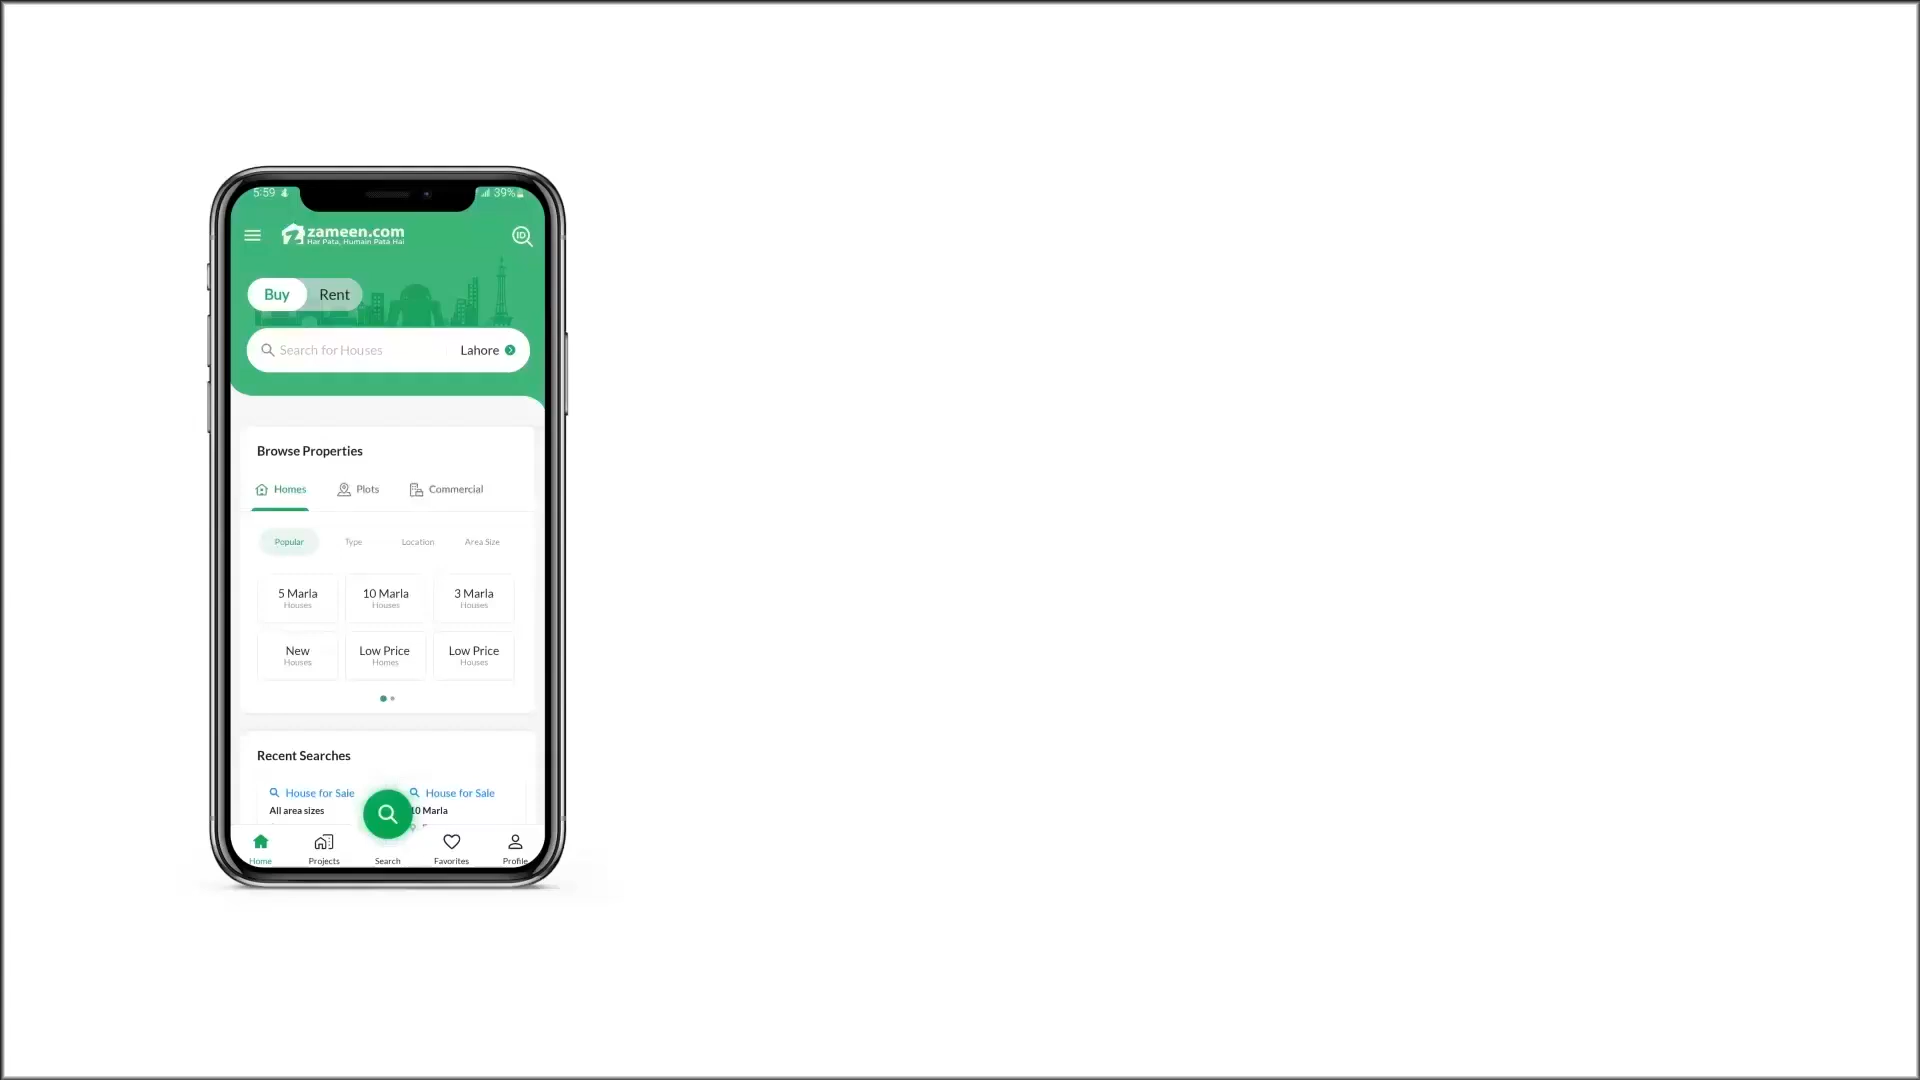 5:59 39%
zameen.com
Har Pata, Humain Pata Hai
ID
Buy Rent
Search for Houses Lahore
Browse Properties
Homes Plots Commercial
Popular Type Location Area Size
5 Marla 10 Marla 3 Marla
Houses Houses Houses
New Low Price Low Price
Houses Homes Houses
Recent Searches
House for Sale House for Sale
All area sizes 10 Marla
Home Projects Search Favorites Profile